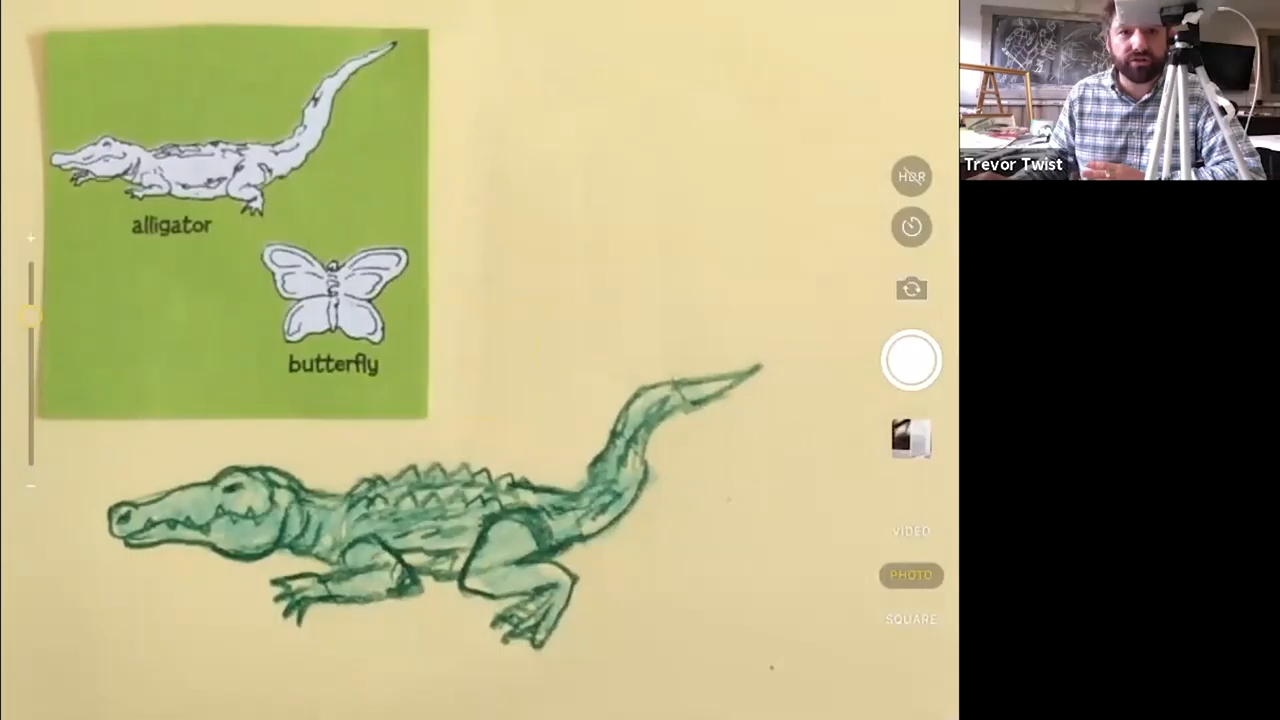 alligator
butterfly
HDR
Trevor Twist
VIDEO
PHOTO
SQUARE